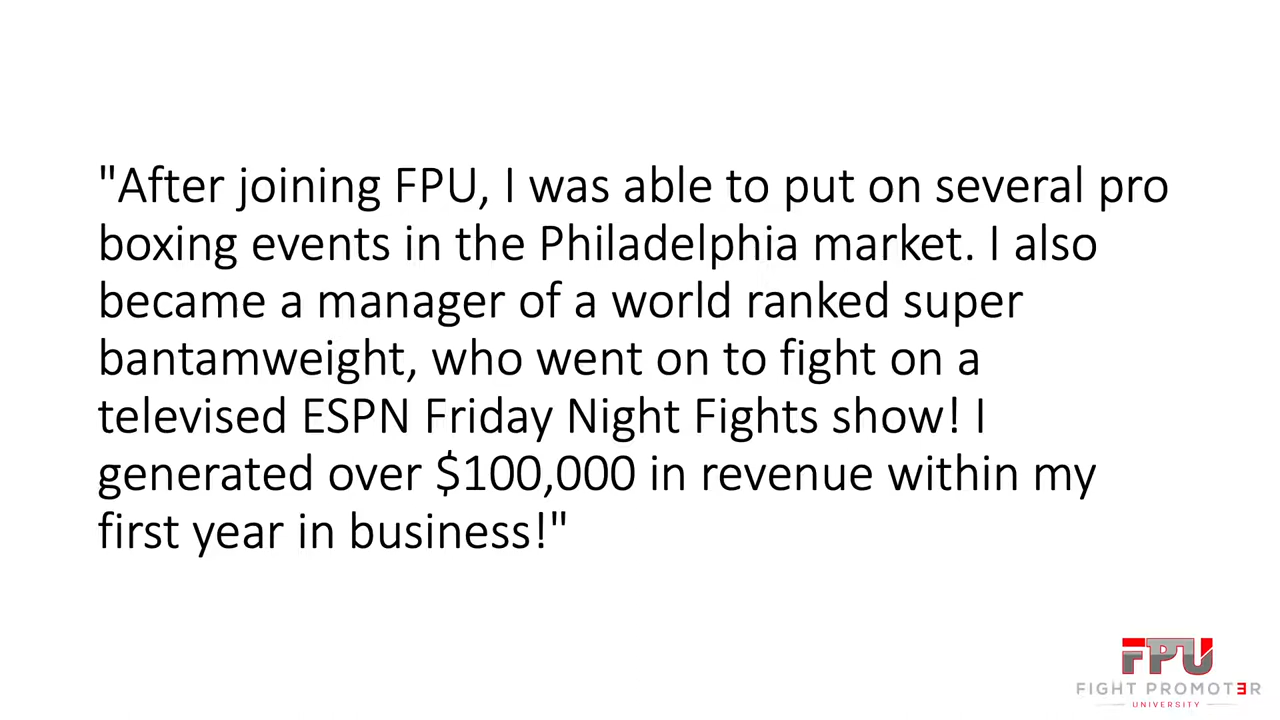 "After joining FPU, I was able to put on several pro
boxing events in the Philadelphia market. I also
became a manager of a world ranked super
bantamweight, who went on to fight on a
televised ESPN Friday Night Fights show! I
generated over $100,000 in revenue within my
first year in business!"
FPU
FIGHT PROMOTER
UNIVERSITY